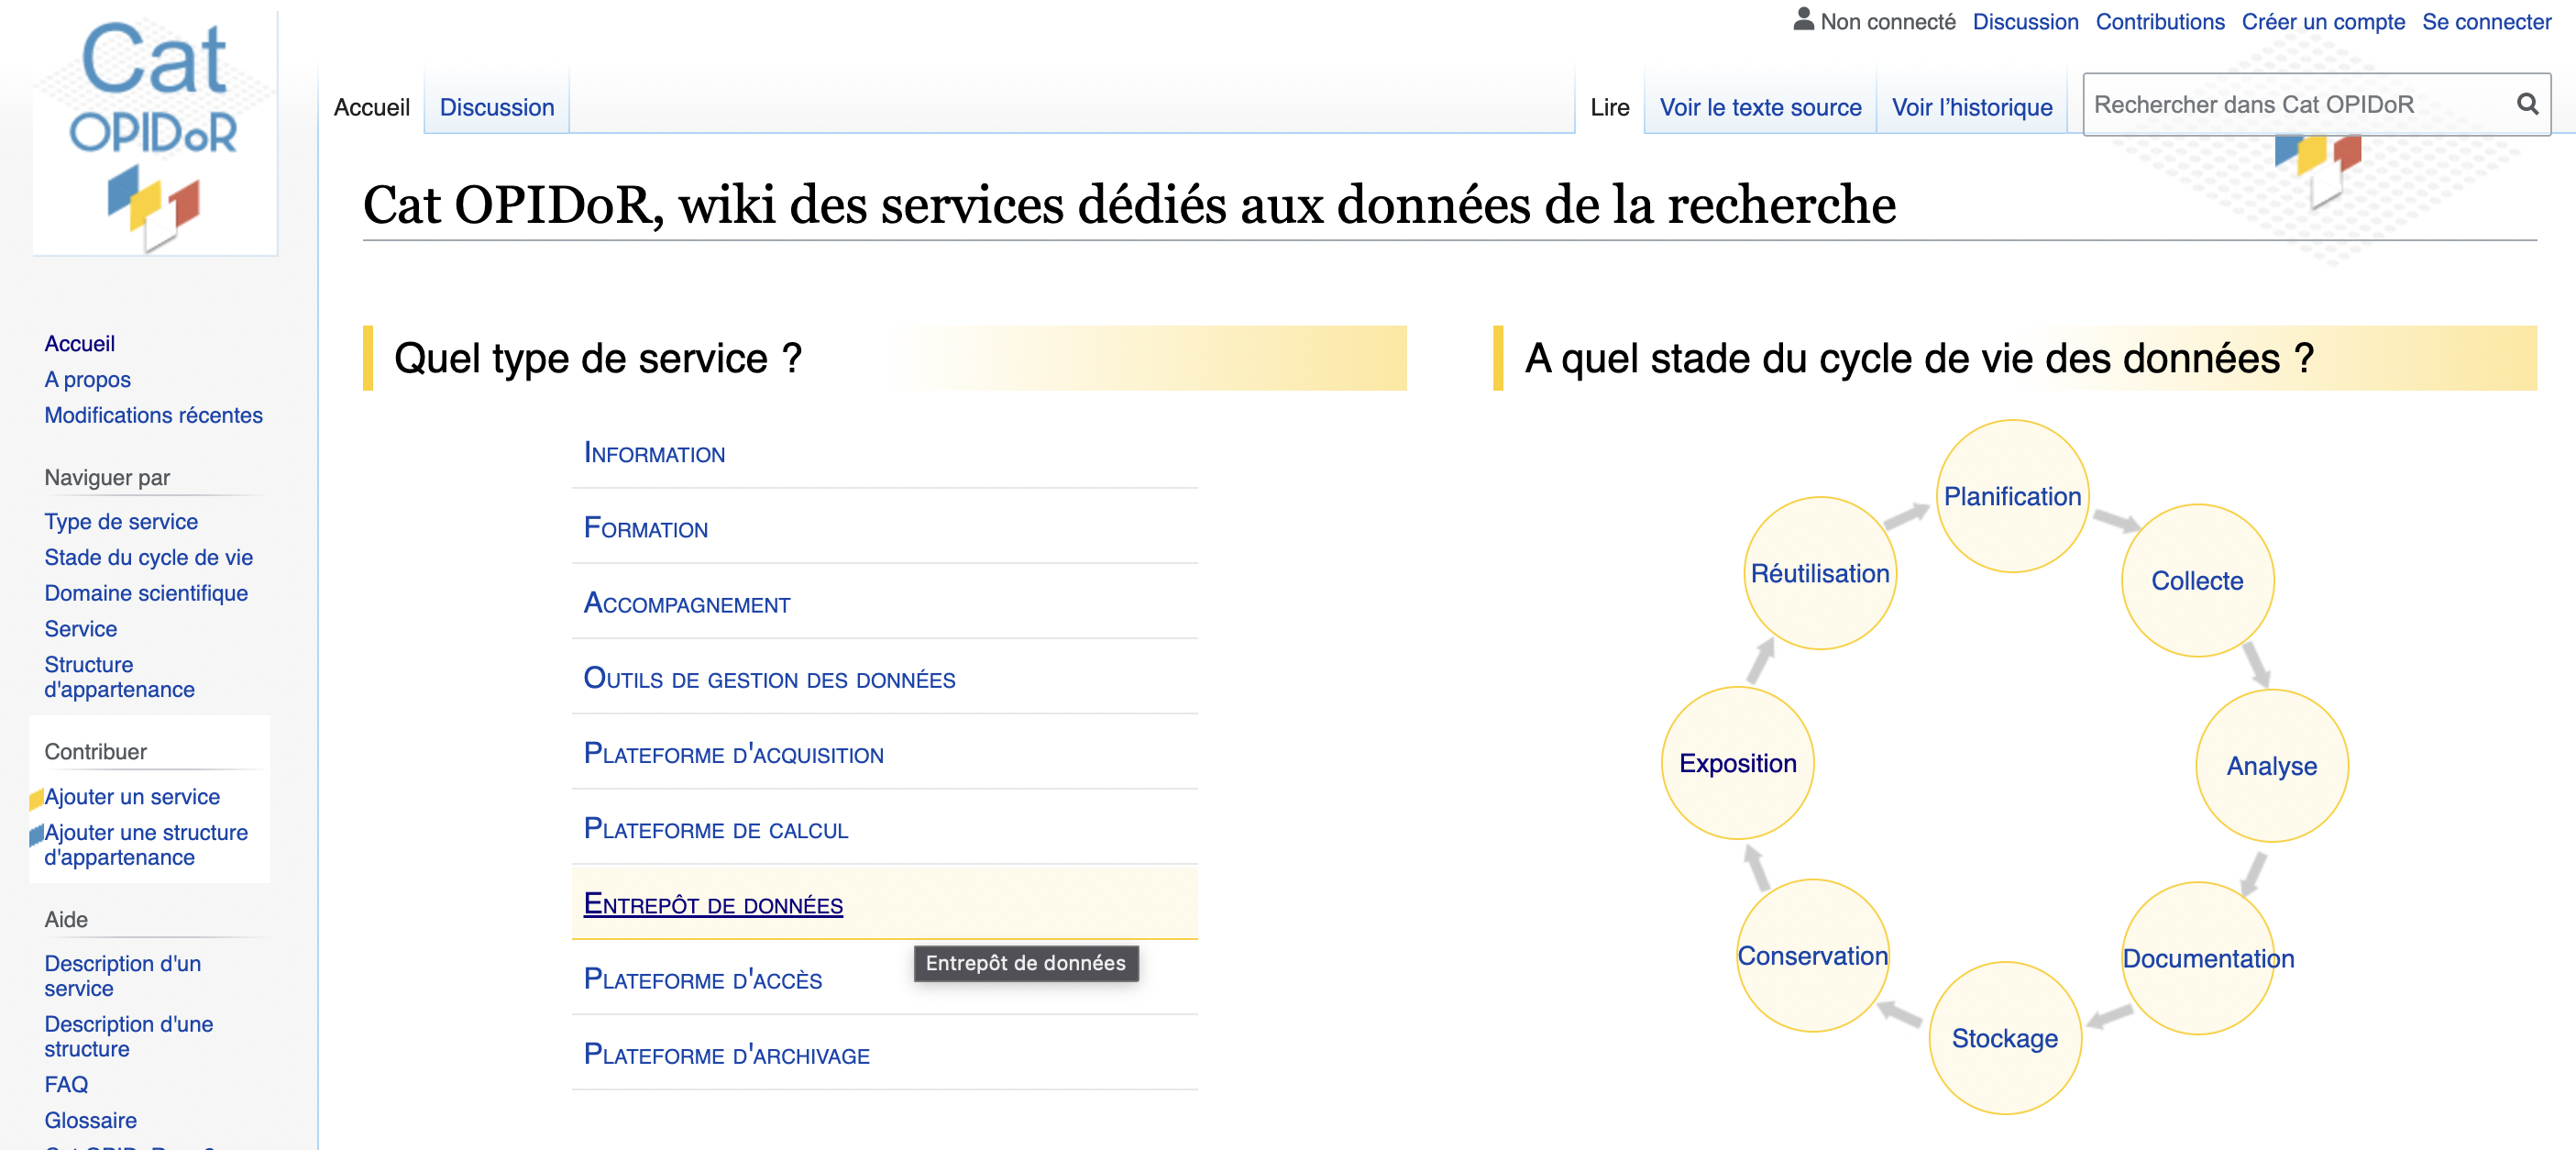 Cat
OPIDoR
Non connecté Discussion Contributions Créer un compte Se connecter
Accueil Discussion
Lire Voir le texte source Voir l'historique Rechercher dans Cat OPIDoR
Cat OPIDoR, wiki des services dédiés aux données de la recherche
Accueil
A propos
Modifications récentes
Naviguer par
Type de service
Stade du cycle de vie
Domaine scientifique
Service
Structure
d'appartenance
Contribuer
Ajouter un service
Ajouter une structure
d'appartenance
Aide
Description d'un
service
Description d'une
structure
FAQ
Glossaire
Quel type de service ?
Information
Formation
Accompagnement
Outils de gestion des données
Plateforme d'acquisition
Plateforme de calcul
Entrepôt de données
Entrepôt de données
Plateforme d'accès
Plateforme d'archivage
A quel stade du cycle de vie des données ?
Planification
Collecte
Analyse
Documentation
Stockage
Conservation
Exposition
Réutilisation